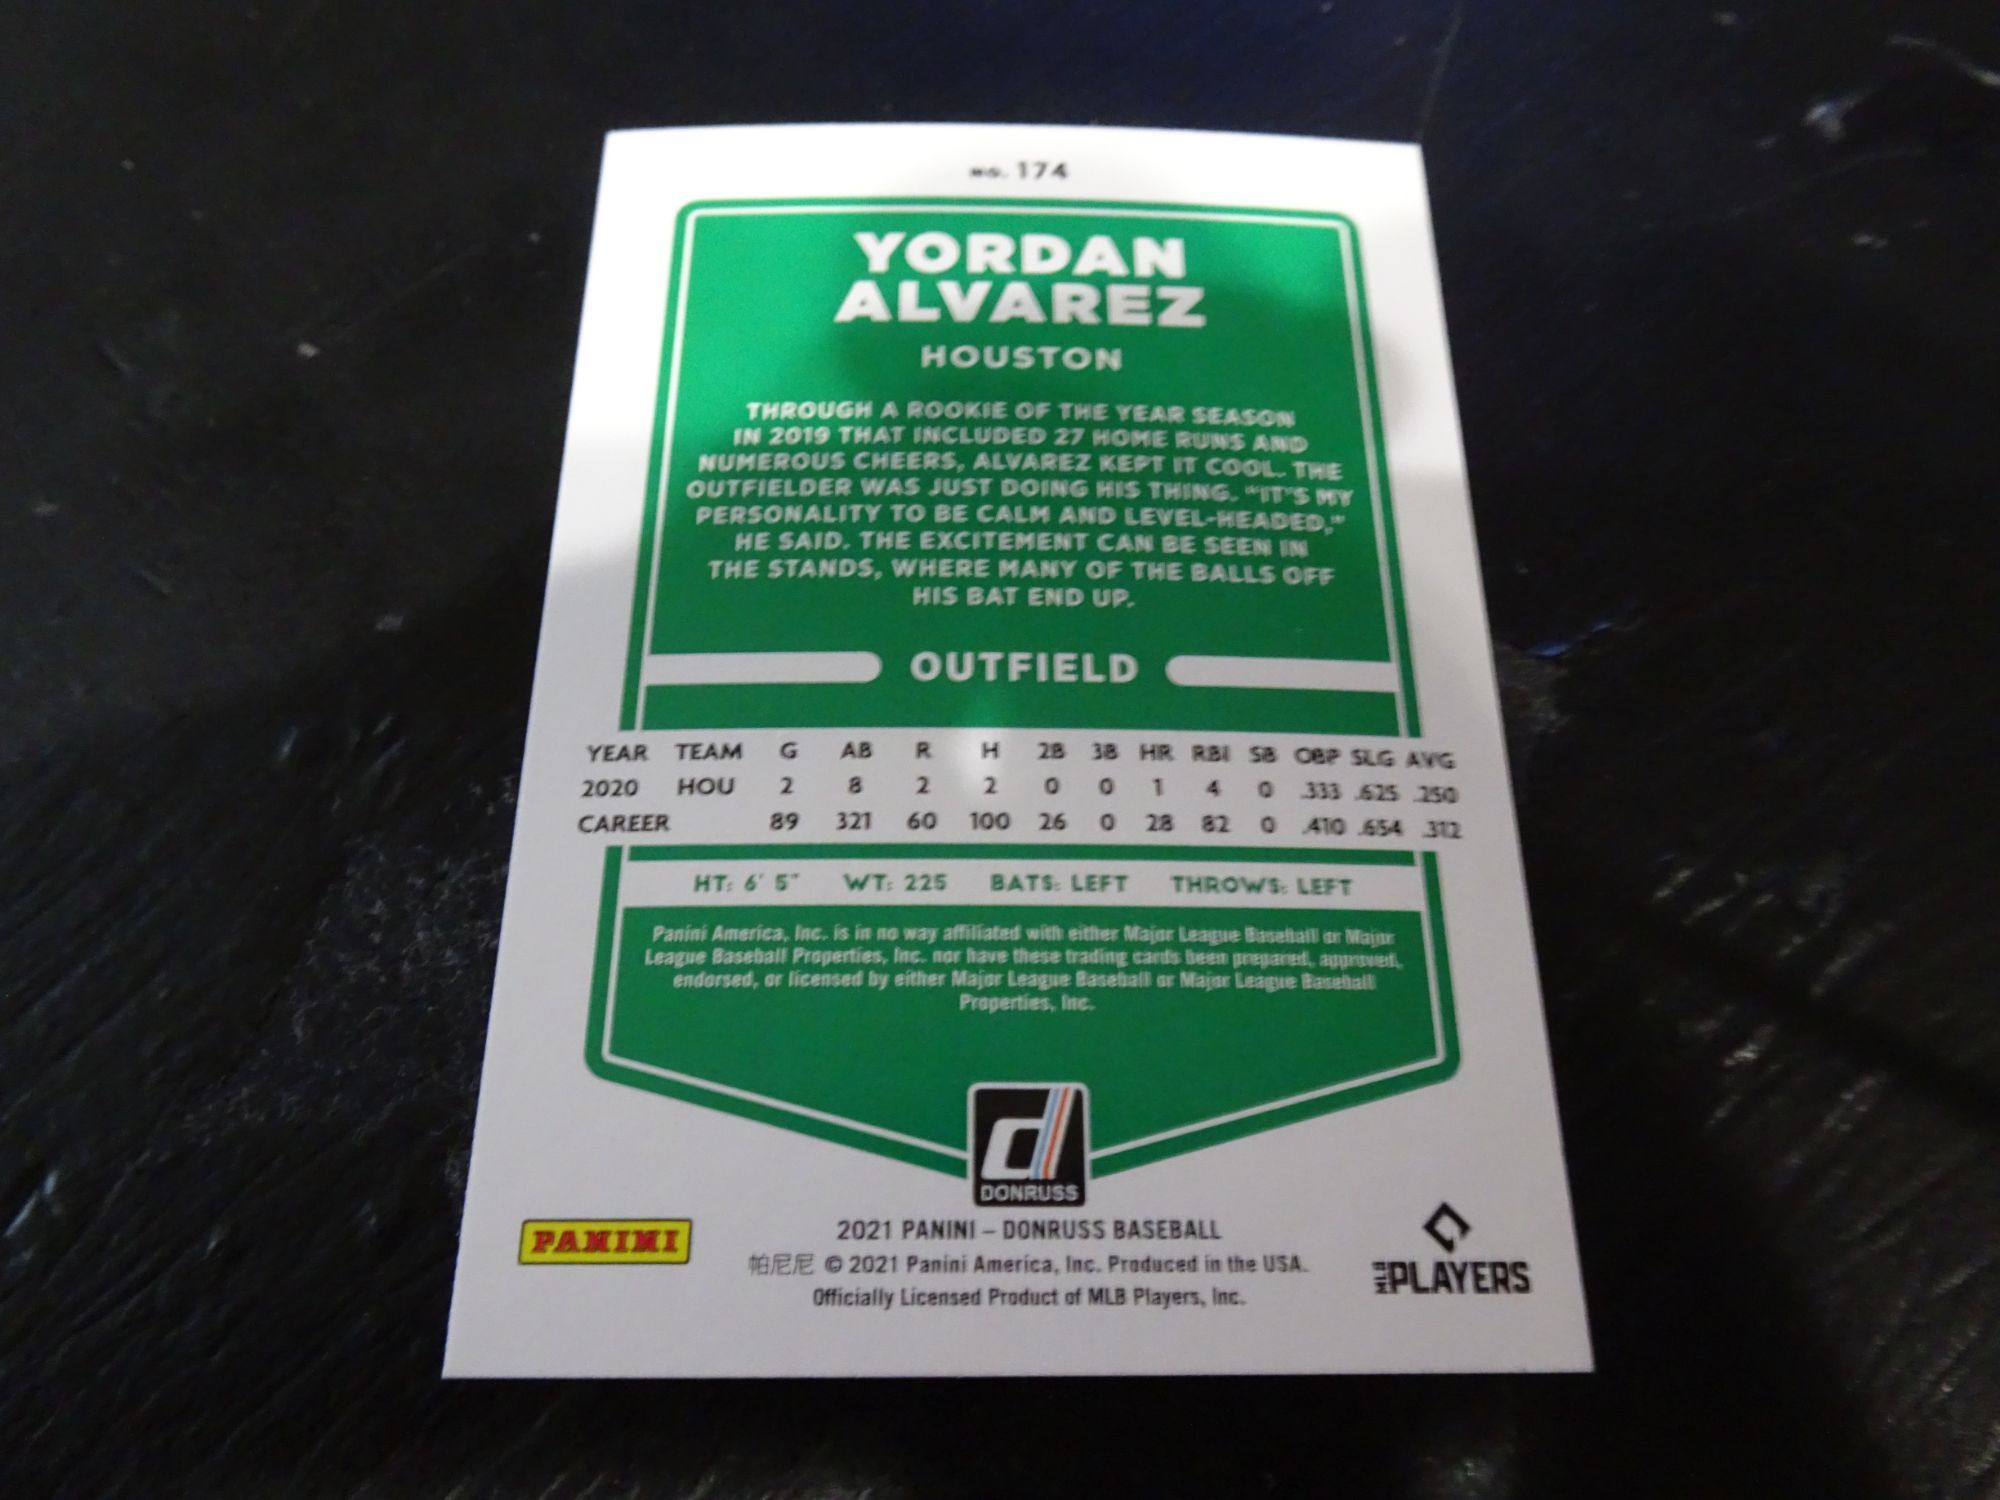 NO. 174
YORDAN
ALVAREZ
HOUSTON
THROUGH A ROOKIE OF THE YEAR SEASON
IN 2019 THAT INCLUDED 27 HOME RUNS AND
NUMEROUS CHEERS, ALVAREZ KEPT IT COOL. THE
OUTFIELDER WAS JUST DOING HIS THING. "IT'S MY
PERSONALITY TO BE CALM AND LEVEL-HEADED,"
HE SAID. THE EXCITEMENT CAN BE SEEN IN
THE STANDS, WHERE MANY OF THE BALLS OFF
HIS BAT END UP.
OUTFIELD
YEAR TEAM G AB R H 2B 3B HR RBI SB OBP SLG AVG
2020 HOU 2 8 2 2 0 0 1 4 0 .333 .625 .250
CAREER 89 321 60 100 26 0 28 82 0 .410 .654 .312
HT: 6' 5" WT: 225 BATS: LEFT THROWS: LEFT
Panini America, Inc. is in no way affiliated with either Major League Baseball or Major
League Baseball Properties, Inc. nor have these trading cards been prepared, approved,
endorsed, or licensed by either Major League Baseball or Major League Baseball
Properties, Inc.
d
DONRUSS
PANINI
2021 PANINI – DONRUSS BASEBALL
帕尼尼 © 2021 Panini America, Inc. Produced in the USA.
Officially Licensed Product of MLB Players, Inc.
MLB PLAYERS